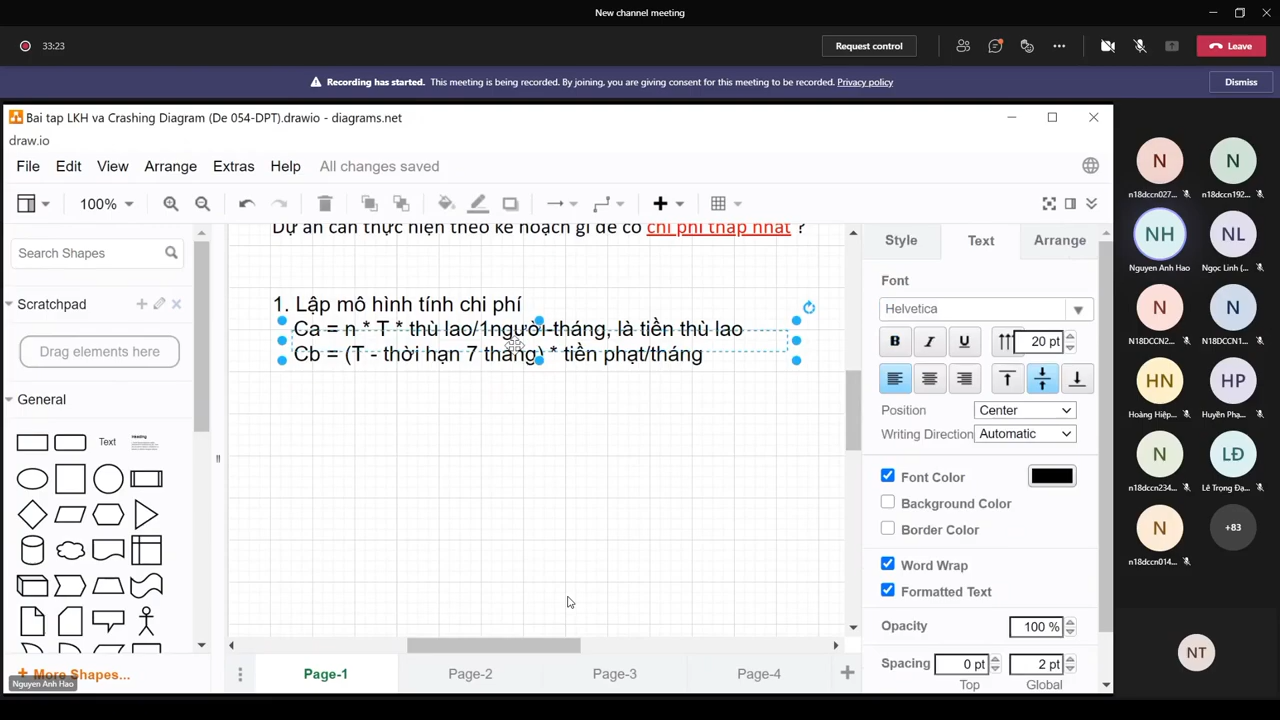 New channel meeting
33:23
Request control
Leave
Recording has started. This meeting is being recorded. By joining, you are giving consent for this meeting to be recorded. Privacy policy
Dismiss
Bai tap LKH va Crashing Diagram (De 054-DPT).drawio - diagrams.net
draw.io
File Edit View Arrange Extras Help All changes saved
100%
Search Shapes
Scratchpad
Drag elements here
General
Text
Heading
+ More Shapes...
Nguyen Anh Hao
Dự án cần thực hiện theo kế hoạch gì để có chi phí thấp nhất ?
1. Lập mô hình tính chi phí
Ca = n * T * thù lao/1người-tháng, là tiền thù lao
Cb = (T - thời hạn 7 tháng) * tiền phạt/tháng
Page-1 Page-2 Page-3 Page-4
Style Text Arrange
Font
Helvetica
B I U 20 pt
Position Center
Writing Direction Automatic
Font Color
Background Color
Border Color
Word Wrap
Formatted Text
Opacity 100 %
Spacing 0 pt 2 pt
Top Global
N N
n18dccn027... n18dccn192...
NH NL
Nguyen Anh Hao Ngọc Linh (...
N N
N18DCCN2... N18DCCN1...
HN HP
Hoàng Hiệp... Huyền Phạ...
N LĐ
n18dccn234... Lê Trọng Đạ...
N +83
n18dccn014...
NT